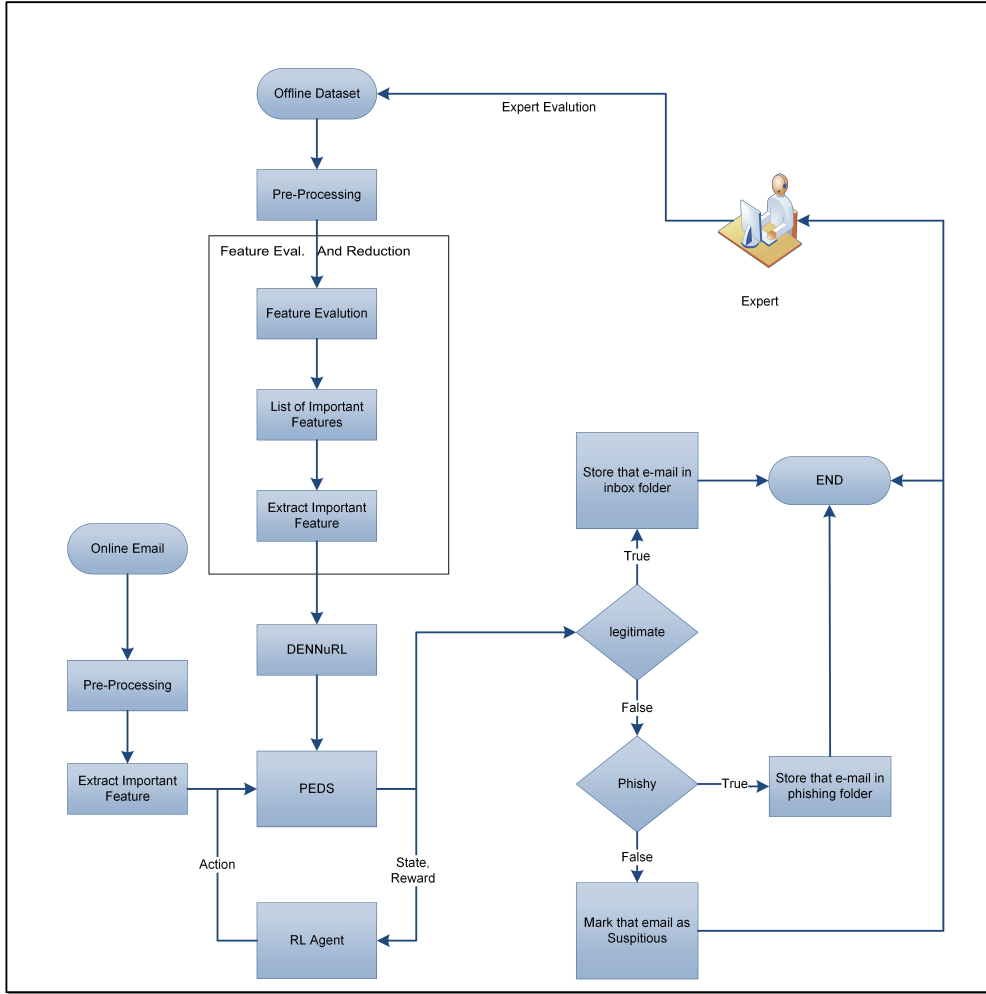 Offline Dataset
Expert Evalution
Pre-Processing
Feature Eval. And Reduction
Feature Evalution
Expert
List of Important
Features
Store that e-mail in
inbox folder
END
Extract Important
Feature
Online Email
True
legitimate
DENNuRL
Pre-Processing
False
Extract Important
Feature
PEDS
Phishy
True
Store that e-mail in
phishing folder
Action
State,
Reward
False
RL Agent
Mark that email as
Suspitious